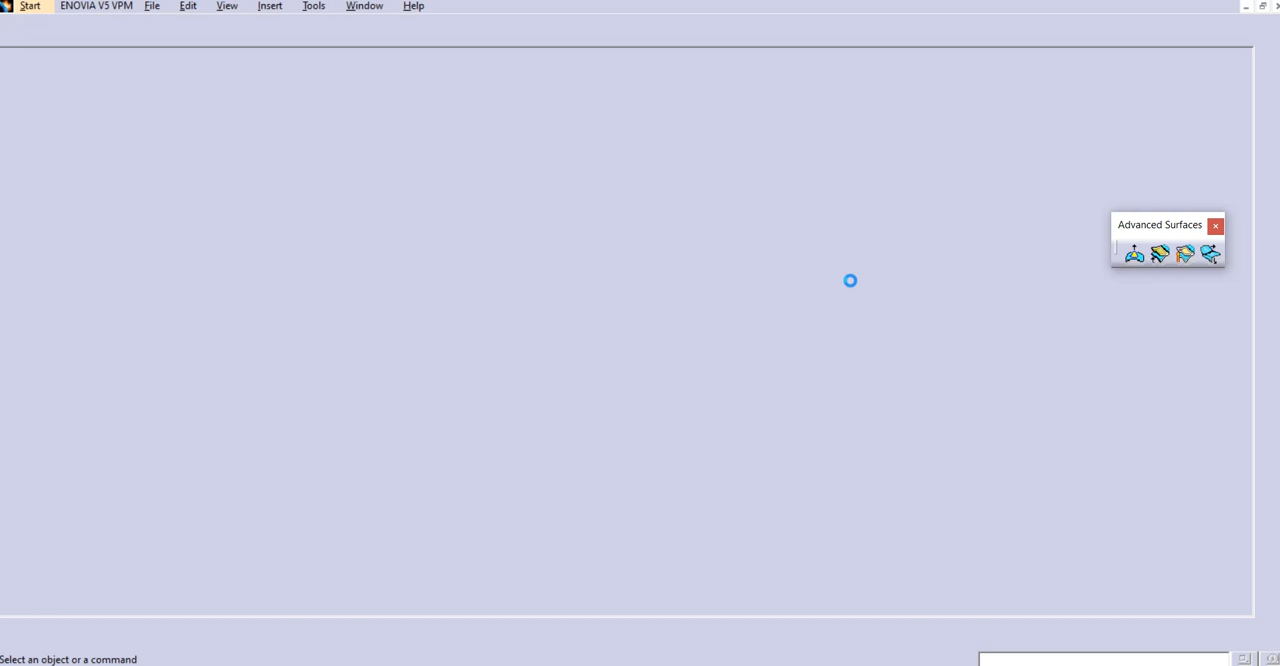 Start ENOVIA V5 VPM File Edit View Insert Tools Window Help
Advanced Surfaces
Select an object or a command